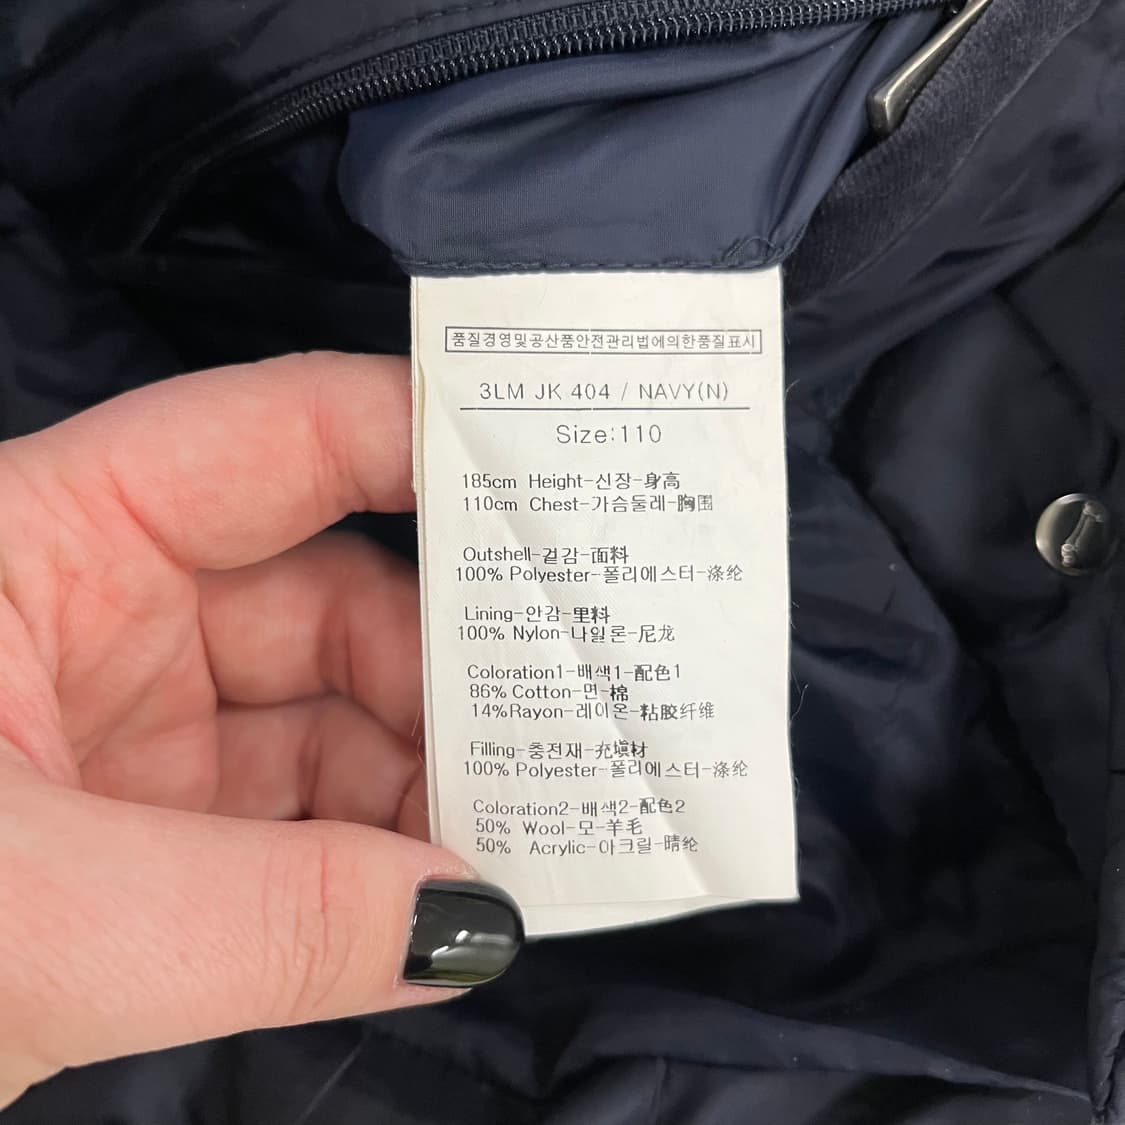 품질경영및공산품안전관리법에의한품질표시
3LM JK 404 / NAVY(N)
Size:110
185cm Height-신장-身高
110cm Chest-가슴둘레-胸围
Outshell-겉감-面料
100% Polyester-폴리에스터-涤纶
Lining-안감-里料
100% Nylon-나일론-尼龙
Coloration1-배색1-配色1
86% Cotton-면-棉
14%Rayon-레이온-粘胶纤维
Filling-충전재-充塡材
100% Polyester-폴리에스터-涤纶
Coloration2-배색2-配色2
50% Wool-모-羊毛
50% Acrylic-아크릴-晴纶